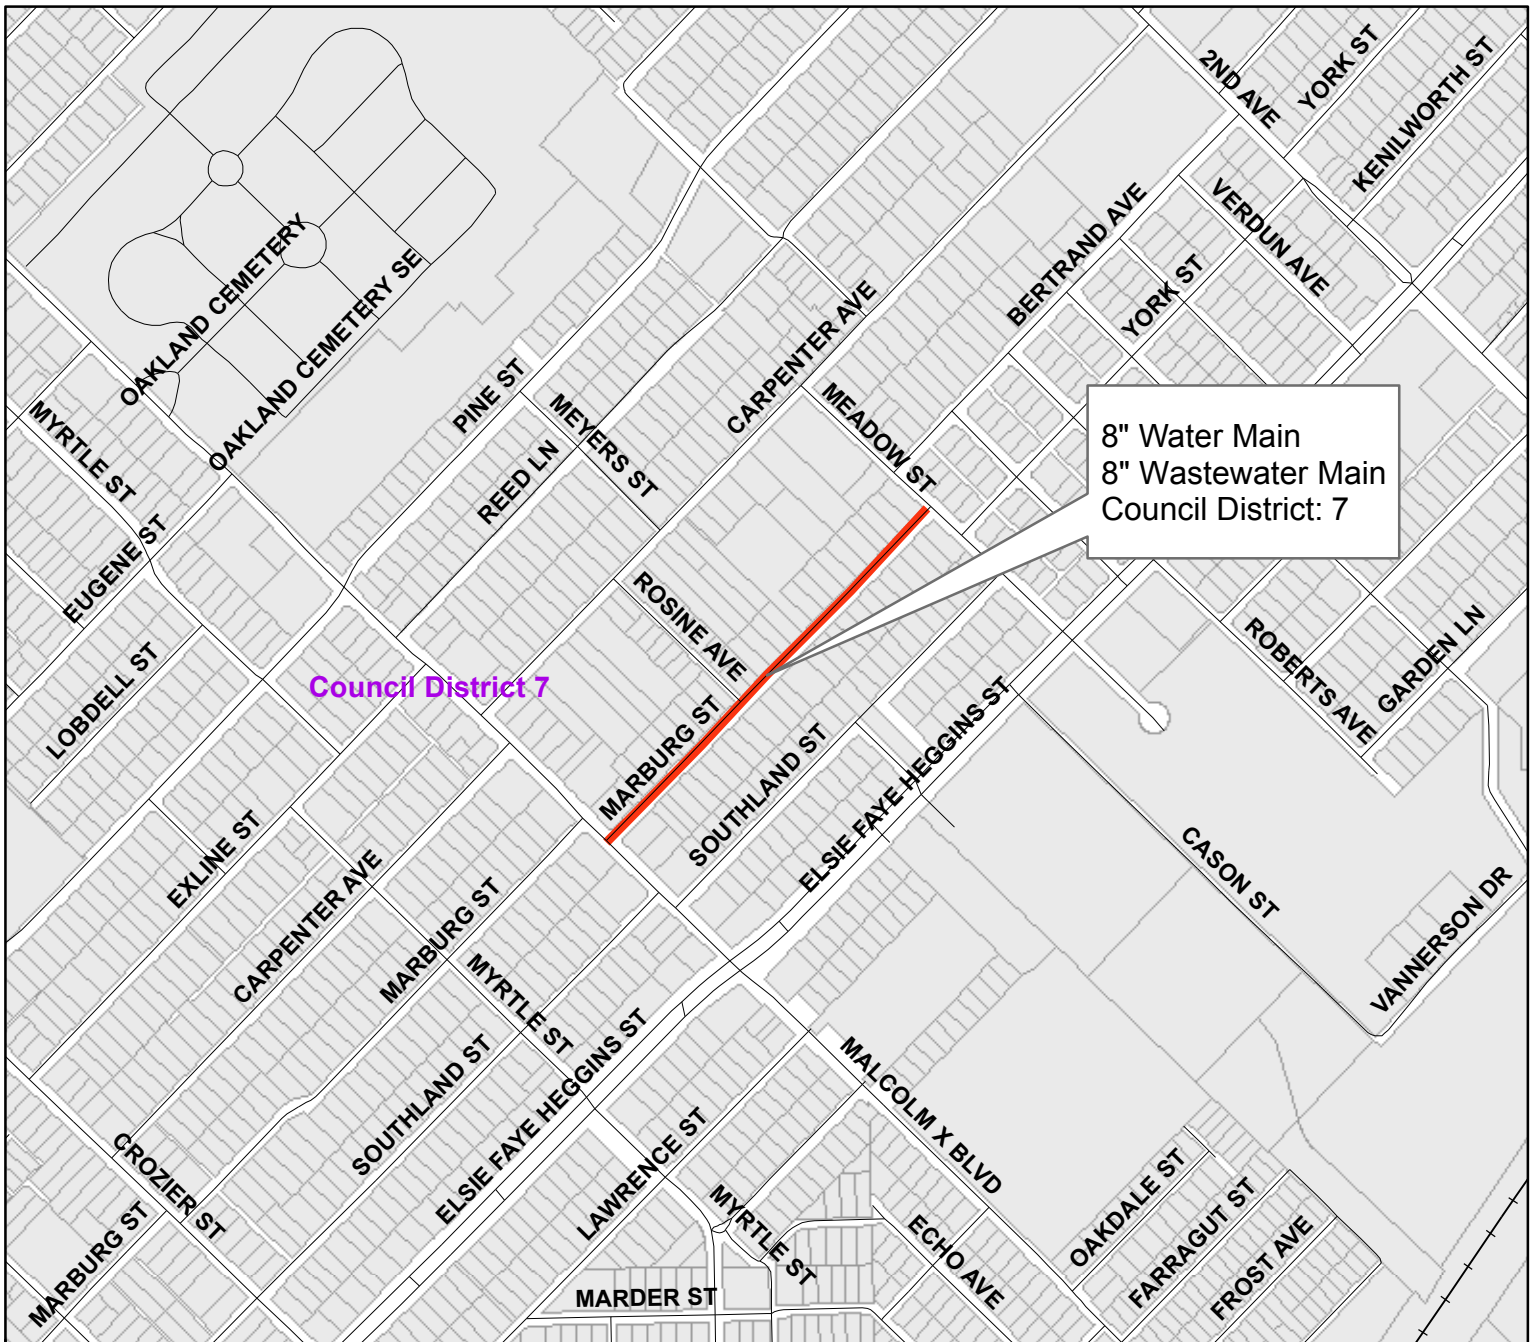 2ND AVE
YORK ST
KENILWORTH ST
VERDUN AVE
BERTRAND AVE
YORK ST
OAKLAND CEMETERY
OAKLAND CEMETERY SE
CARPENTER AVE
PINE ST
MEYERS ST
REED LN
MEADOW ST
MYRTLE ST
EUGENE ST
LOBDELL ST
8" Water Main
8" Wastewater Main
Council District: 7
ROSINE AVE
Council District 7
MARBURG ST
SOUTHLAND ST
ELSIE FAYE HEGGINS ST
ROBERTS AVE
GARDEN LN
CASON ST
VANNERSON DR
EXLINE ST
CARPENTER AVE
MARBURG ST
MYRTLE ST
SOUTHLAND ST
ELSIE FAYE HEGGINS ST
MALCOLM X BLVD
LAWRENCE ST
CROZIER ST
MARBURG ST
MYRTLE ST
ECHO AVE
OAKDALE ST
FARRAGUT ST
FROST AVE
MARDER ST